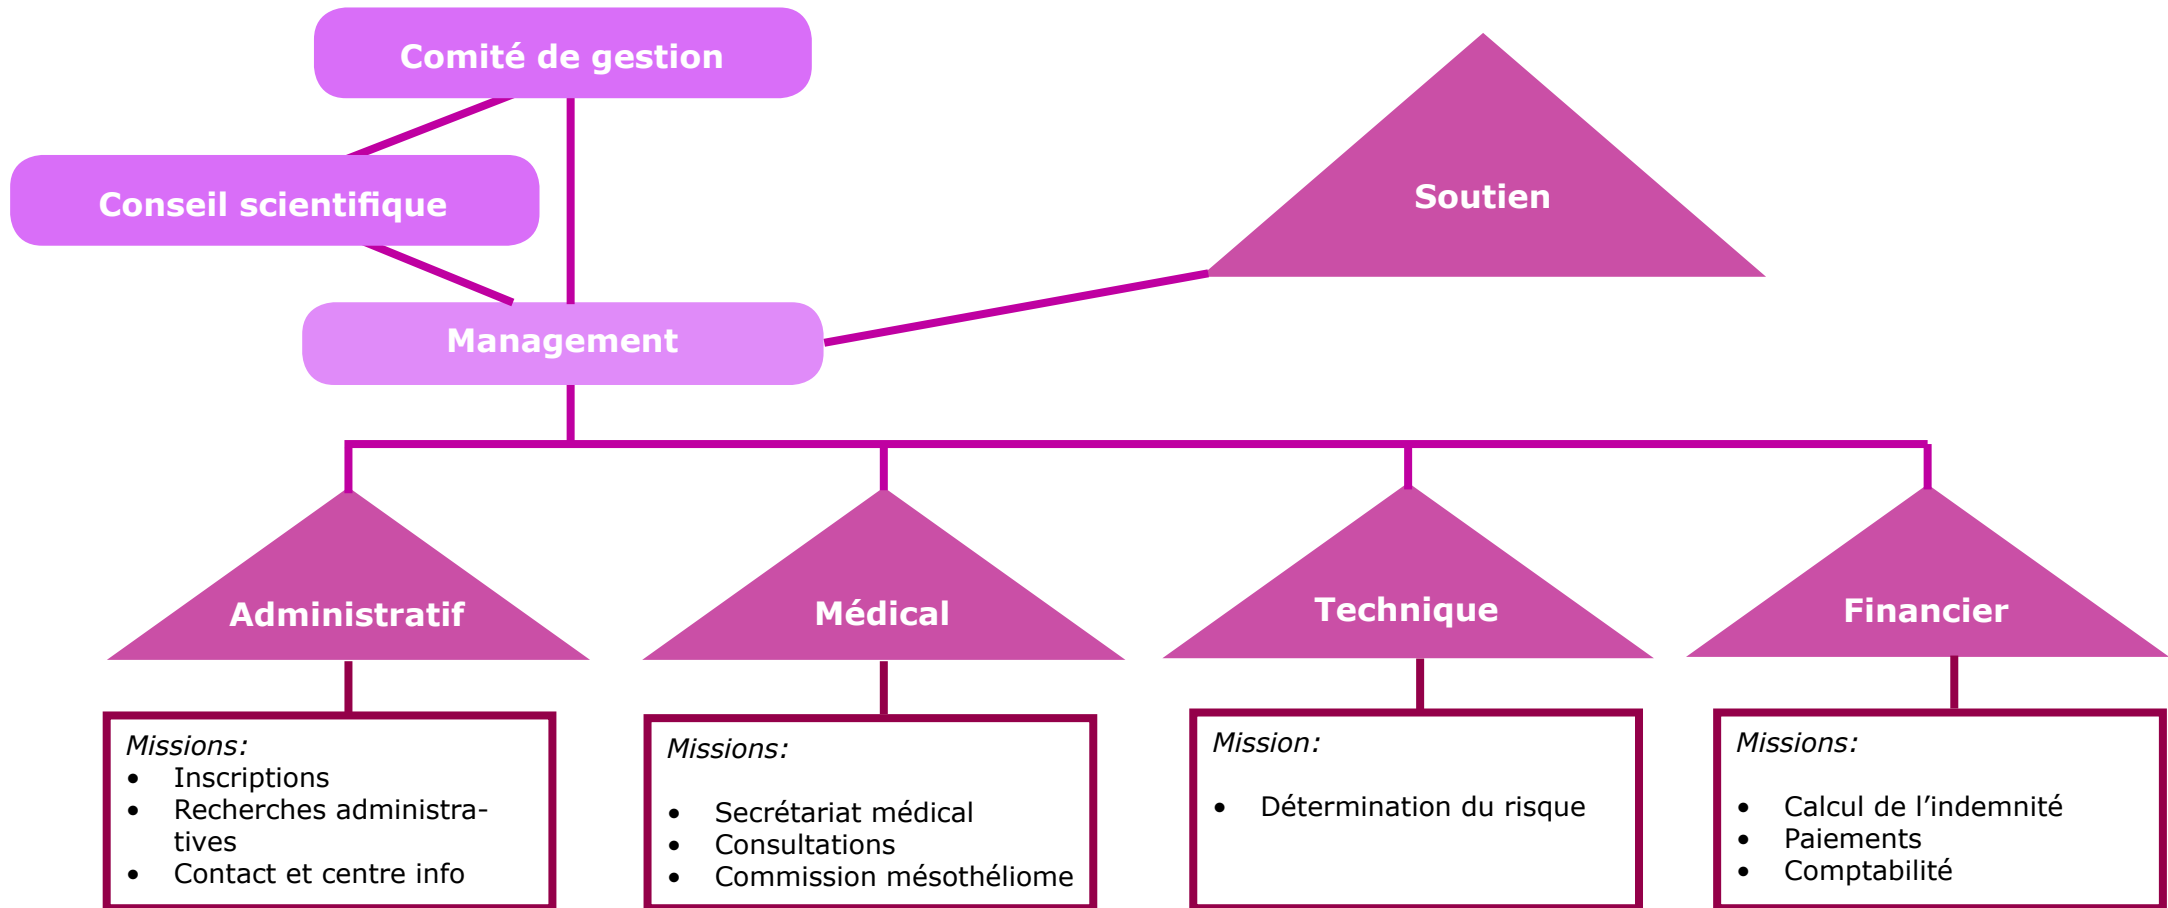 Comité de gestion
Conseil scientifique
Soutien
Management
Administratif
Médical
Technique
Financier
Missions:
• Inscriptions
• Recherches administra-
tives
• Contact et centre info
Missions:
• Secrétariat médical
• Consultations
• Commission mésothéliome
Mission:
• Détermination du risque
Missions:
• Calcul de l’indemnité
• Paiements
• Comptabilité